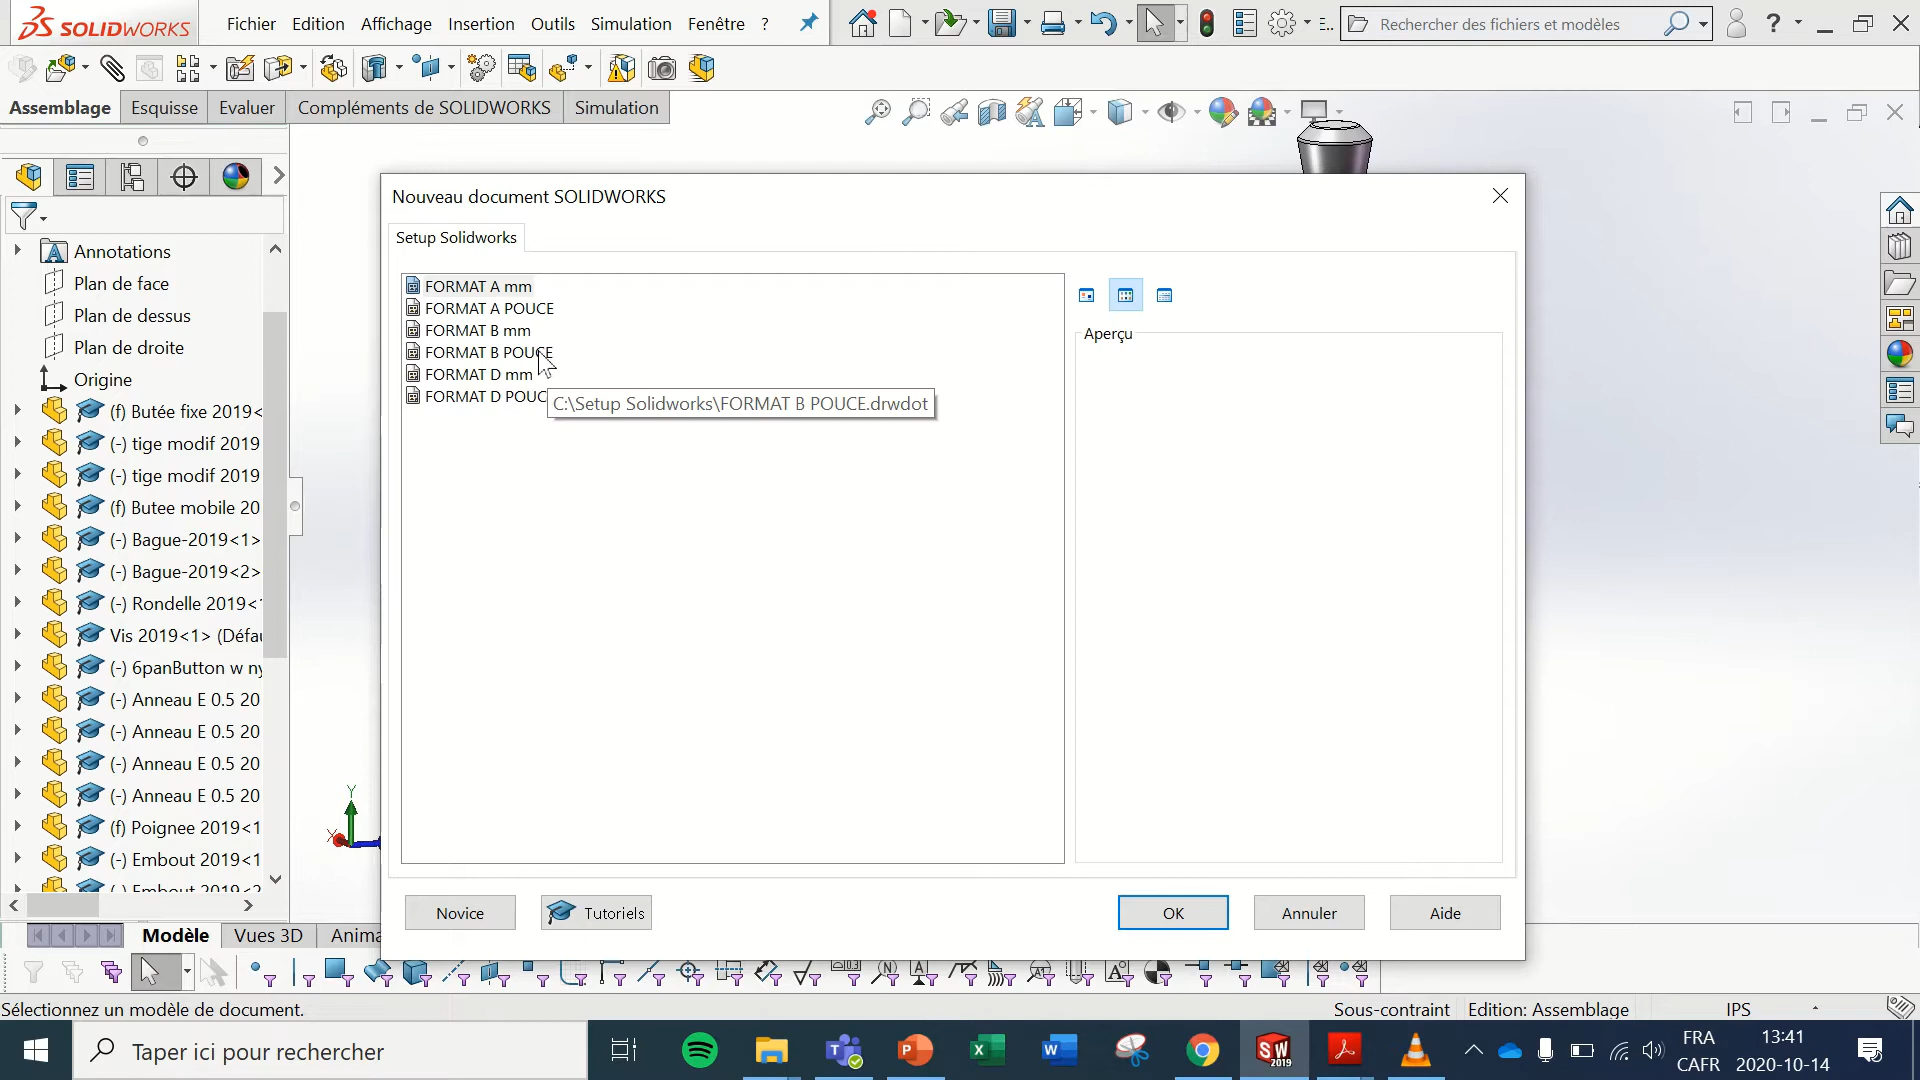 SOLIDWORKS
Fichier Edition Affichage Insertion Outils Simulation Fenêtre ?
Rechercher des fichiers et modèles
Assemblage Esquisse Evaluer Compléments de SOLIDWORKS Simulation
Nouveau document SOLIDWORKS
Setup Solidworks
FORMAT A mm
FORMAT A POUCE
FORMAT B mm
FORMAT B POUCE
FORMAT D mm
FORMAT D POUC
C:\Setup Solidworks\FORMAT B POUCE.drwdot
Aperçu
Annotations
Plan de face
Plan de dessus
Plan de droite
Origine
(f) Butée fixe 2019<
(-) tige modif 2019
(-) tige modif 2019
(f) Butee mobile 20
(-) Bague-2019<1>
(-) Bague-2019<2>
(-) Rondelle 2019<
Vis 2019<1> (Défau
(-) 6panButton w ny
(-) Anneau E 0.5 20
(-) Anneau E 0.5 20
(-) Anneau E 0.5 20
(-) Anneau E 0.5 20
(f) Poignee 2019<1
(-) Embout 2019<1
(-) Embout 2019<2
Y
X
Novice Tutoriels OK Annuler Aide
Modèle Vues 3D Anima
Sélectionnez un modèle de document. Sous-contraint Edition: Assemblage IPS
Taper ici pour rechercher
SW 2019
FRA 13:41
CAFR 2020-10-14